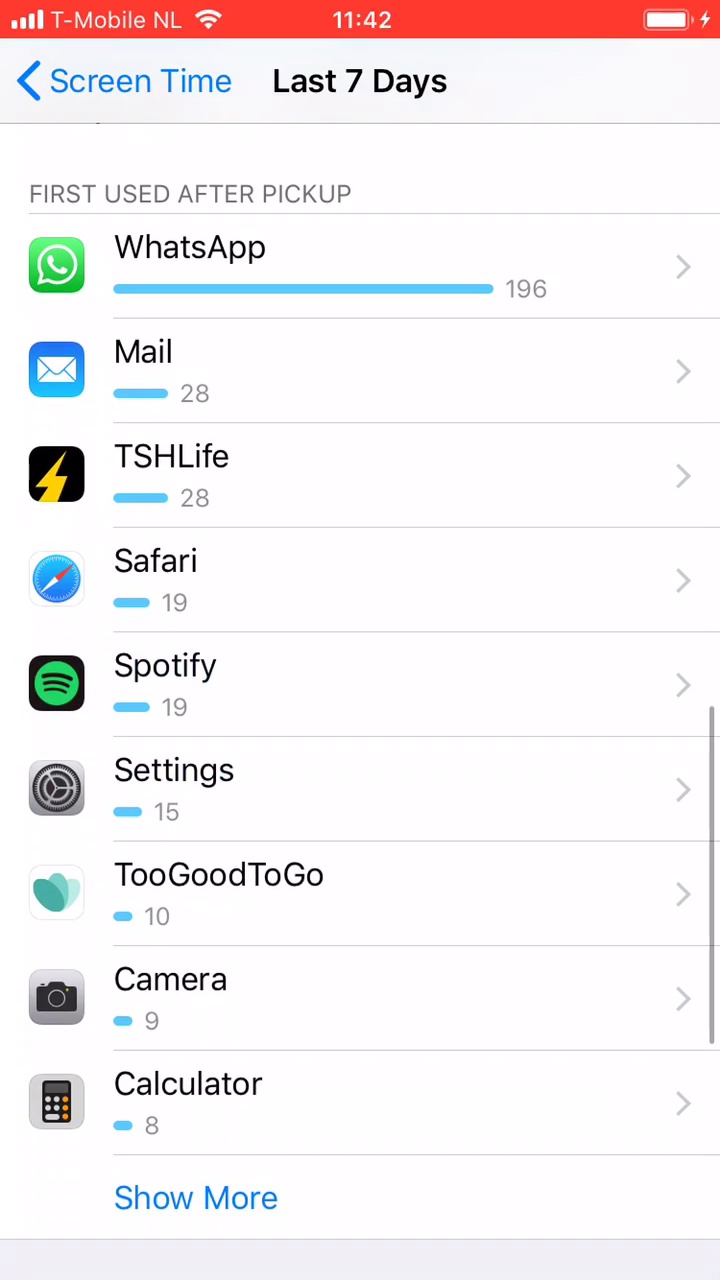 T-Mobile NL 11:42
Screen Time Last 7 Days
FIRST USED AFTER PICKUP
WhatsApp
196
Mail
28
TSHLife
28
Safari
19
Spotify
19
Settings
15
TooGoodToGo
10
Camera
9
Calculator
8
Show More